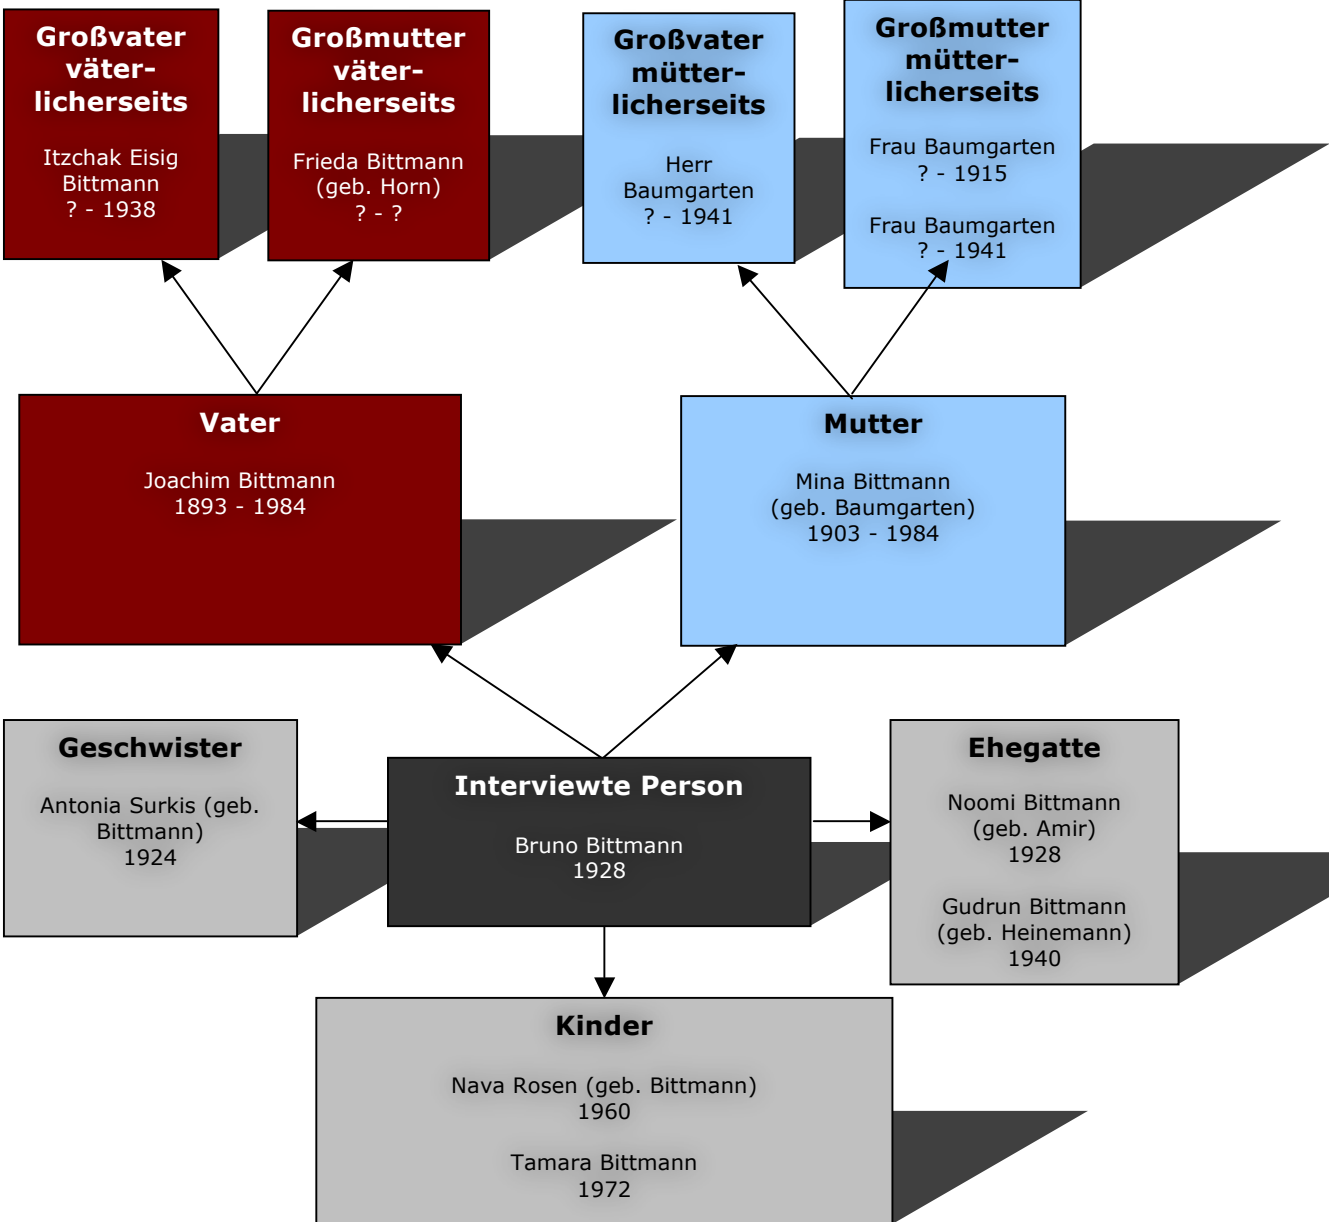 Großvater
väter-
licherseits
Itzchak Eisig
Bittmann
? - 1938
Großmutter
väter-
licherseits
Frieda Bittmann
(geb. Horn)
? - ?
Großvater
mütter-
licherseits
Herr
Baumgarten
? - 1941
Großmutter
mütter-
licherseits
Frau Baumgarten
? - 1915
Frau Baumgarten
? - 1941
Vater
Joachim Bittmann
1893 - 1984
Mutter
Mina Bittmann
(geb. Baumgarten)
1903 - 1984
Geschwister
Antonia Surkis (geb.
Bittmann)
1924
Interviewte Person
Bruno Bittmann
1928
Ehegatte
Noomi Bittmann
(geb. Amir)
1928
Gudrun Bittmann
(geb. Heinemann)
1940
Kinder
Nava Rosen (geb. Bittmann)
1960
Tamara Bittmann
1972